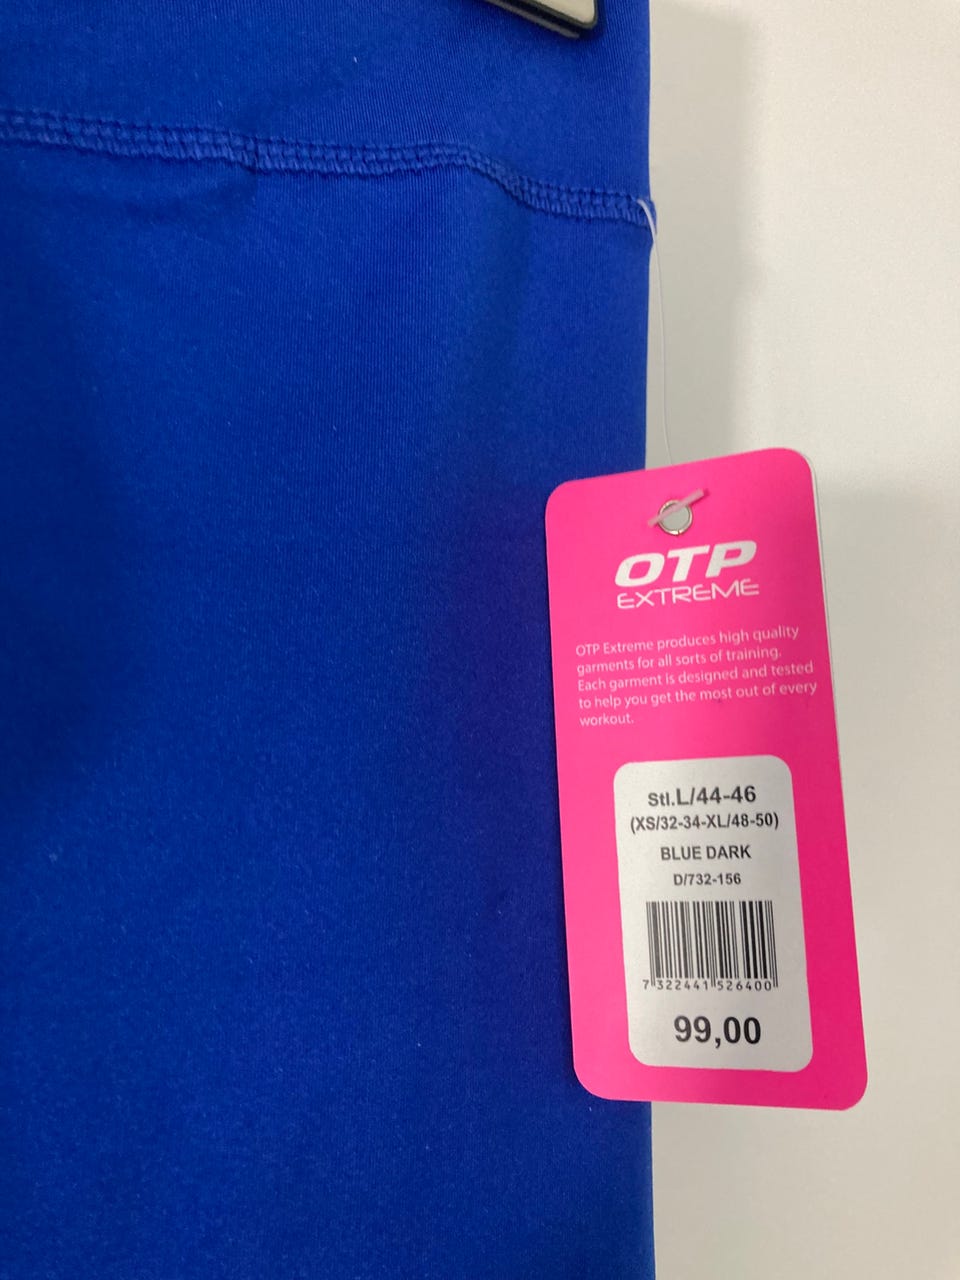 OTP
EXTREME
OTP Extreme produces high quality
garments for all sorts of training.
Each garment is designed and tested
to help you get the most out of every
workout.
Stl.L/44-46
(XS/32-34-XL/48-50)
BLUE DARK
D/732-156
7 322441 526400
99,00